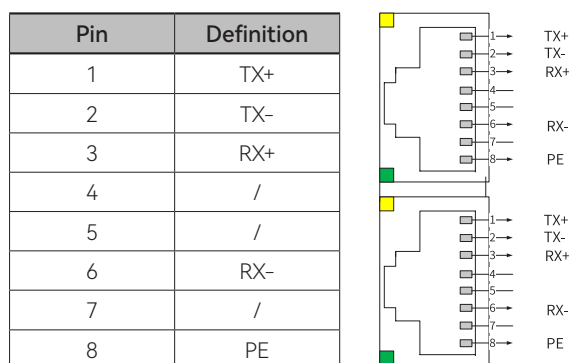 Pin Definition
1 TX+
2 TX-
3 RX+
4 /
5 /
6 RX-
7 /
8 PE
1 TX+
2 TX-
3 RX+
4
5
6 RX-
7
8 PE
1 TX+
2 TX-
3 RX+
4
5
6 RX-
7
8 PE